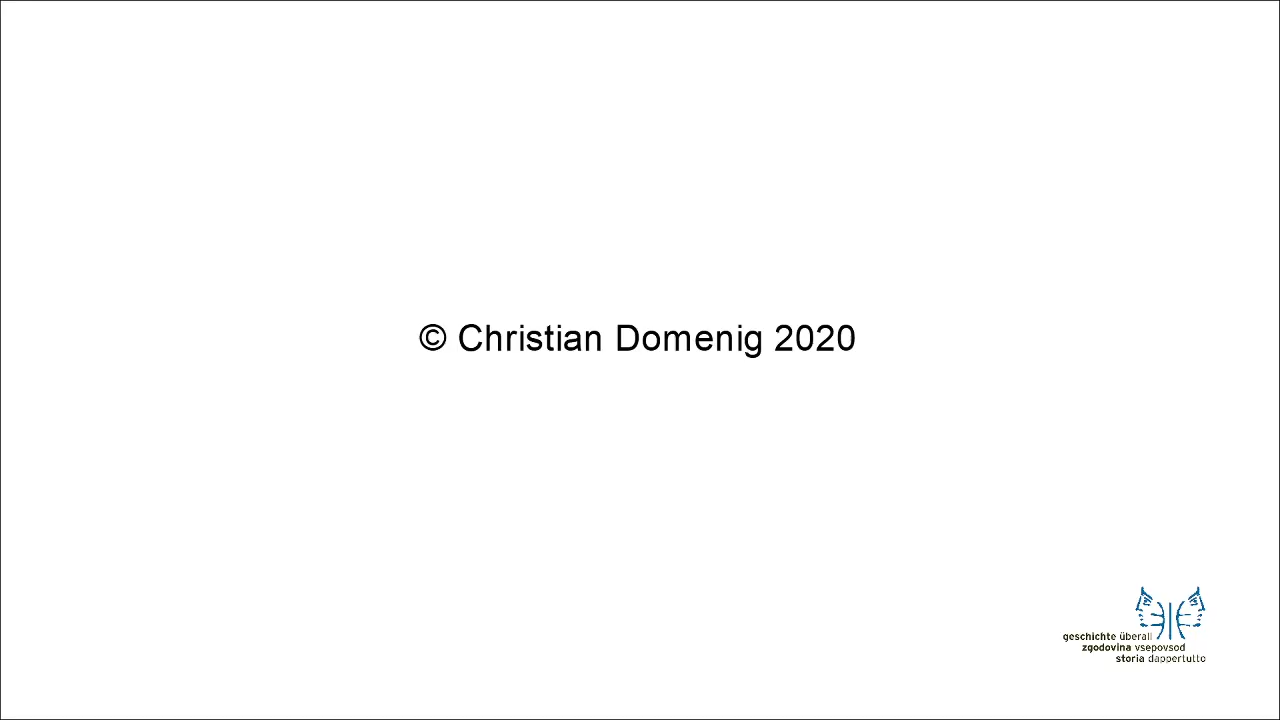 © Christian Domenig 2020
geschichte überall
zgodovina vsepovsod
storia dappertutto